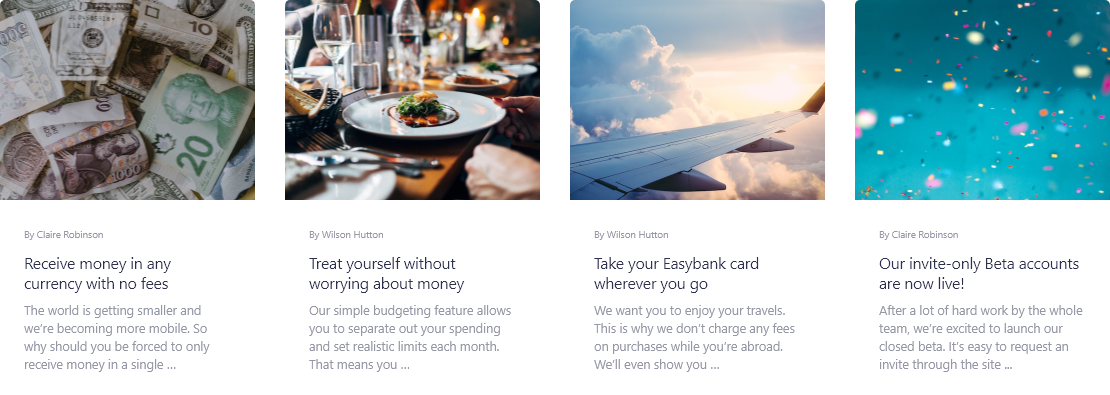 By Claire Robinson
Receive money in any
currency with no fees
The world is getting smaller and
we're becoming more mobile. So
why should you be forced to only
receive money in a single ...
By Wilson Hutton
Treat yourself without
worrying about money
Our simple budgeting feature allows
you to separate out your spending
and set realistic limits each month.
That means you ...
By Wilson Hutton
Take your Easybank card
wherever you go
We want you to enjoy your travels.
This is why we don't charge any fees
on purchases while you're abroad.
We'll even show you ...
By Claire Robinson
Our invite-only Beta accounts
are now live!
After a lot of hard work by the whole
team, we're excited to launch our
closed beta. It's easy to request an
invite through the site ...
10
20
1000